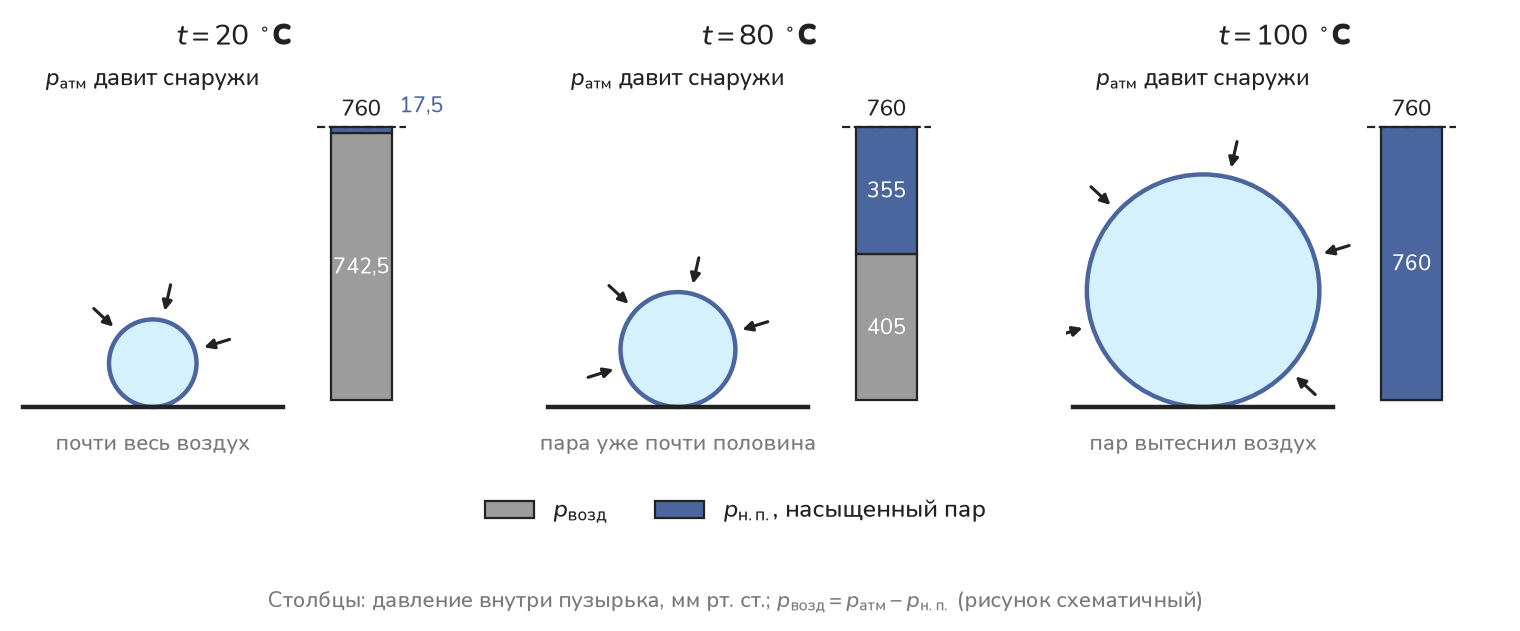 t = 20 °C
pатм давит снаружи
760
17,5
742,5
почти весь воздух
t = 80 °C
pатм давит снаружи
760
355
405
пара уже почти половина
t = 100 °C
pатм давит снаружи
760
760
пар вытеснил воздух
pвозд
pн.п., насыщенный пар
Столбцы: давление внутри пузырька, мм рт. ст.; pвозд = pатм − pн.п. (рисунок схематичный)